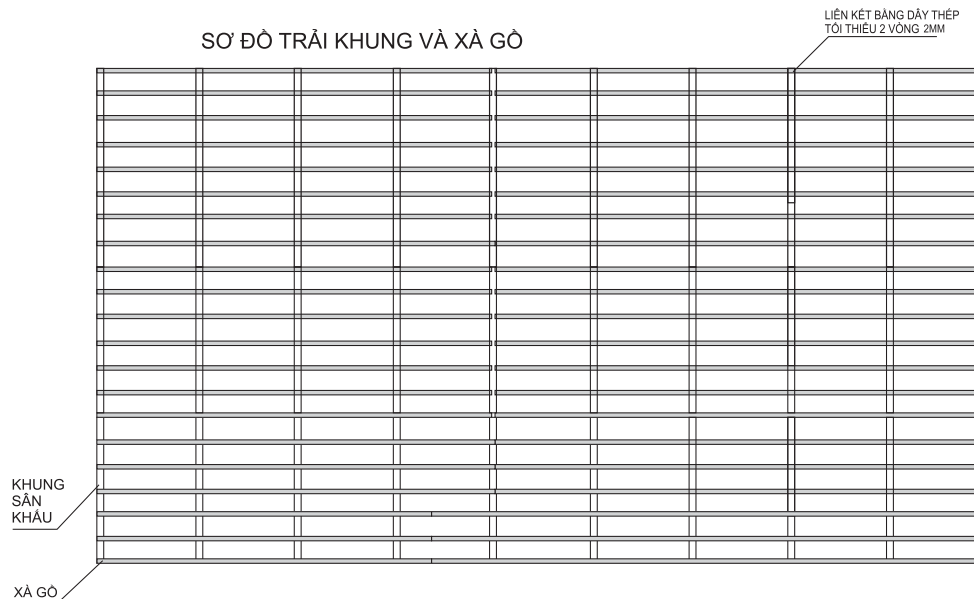 SƠ ĐỒ TRẢI KHUNG VÀ XÀ GỒ
LIÊN KẾT BẰNG DÂY THÉP
TỐI THIỂU 2 VÒNG 2MM
KHUNG
SÂN
KHẤU
XÀ GỒ